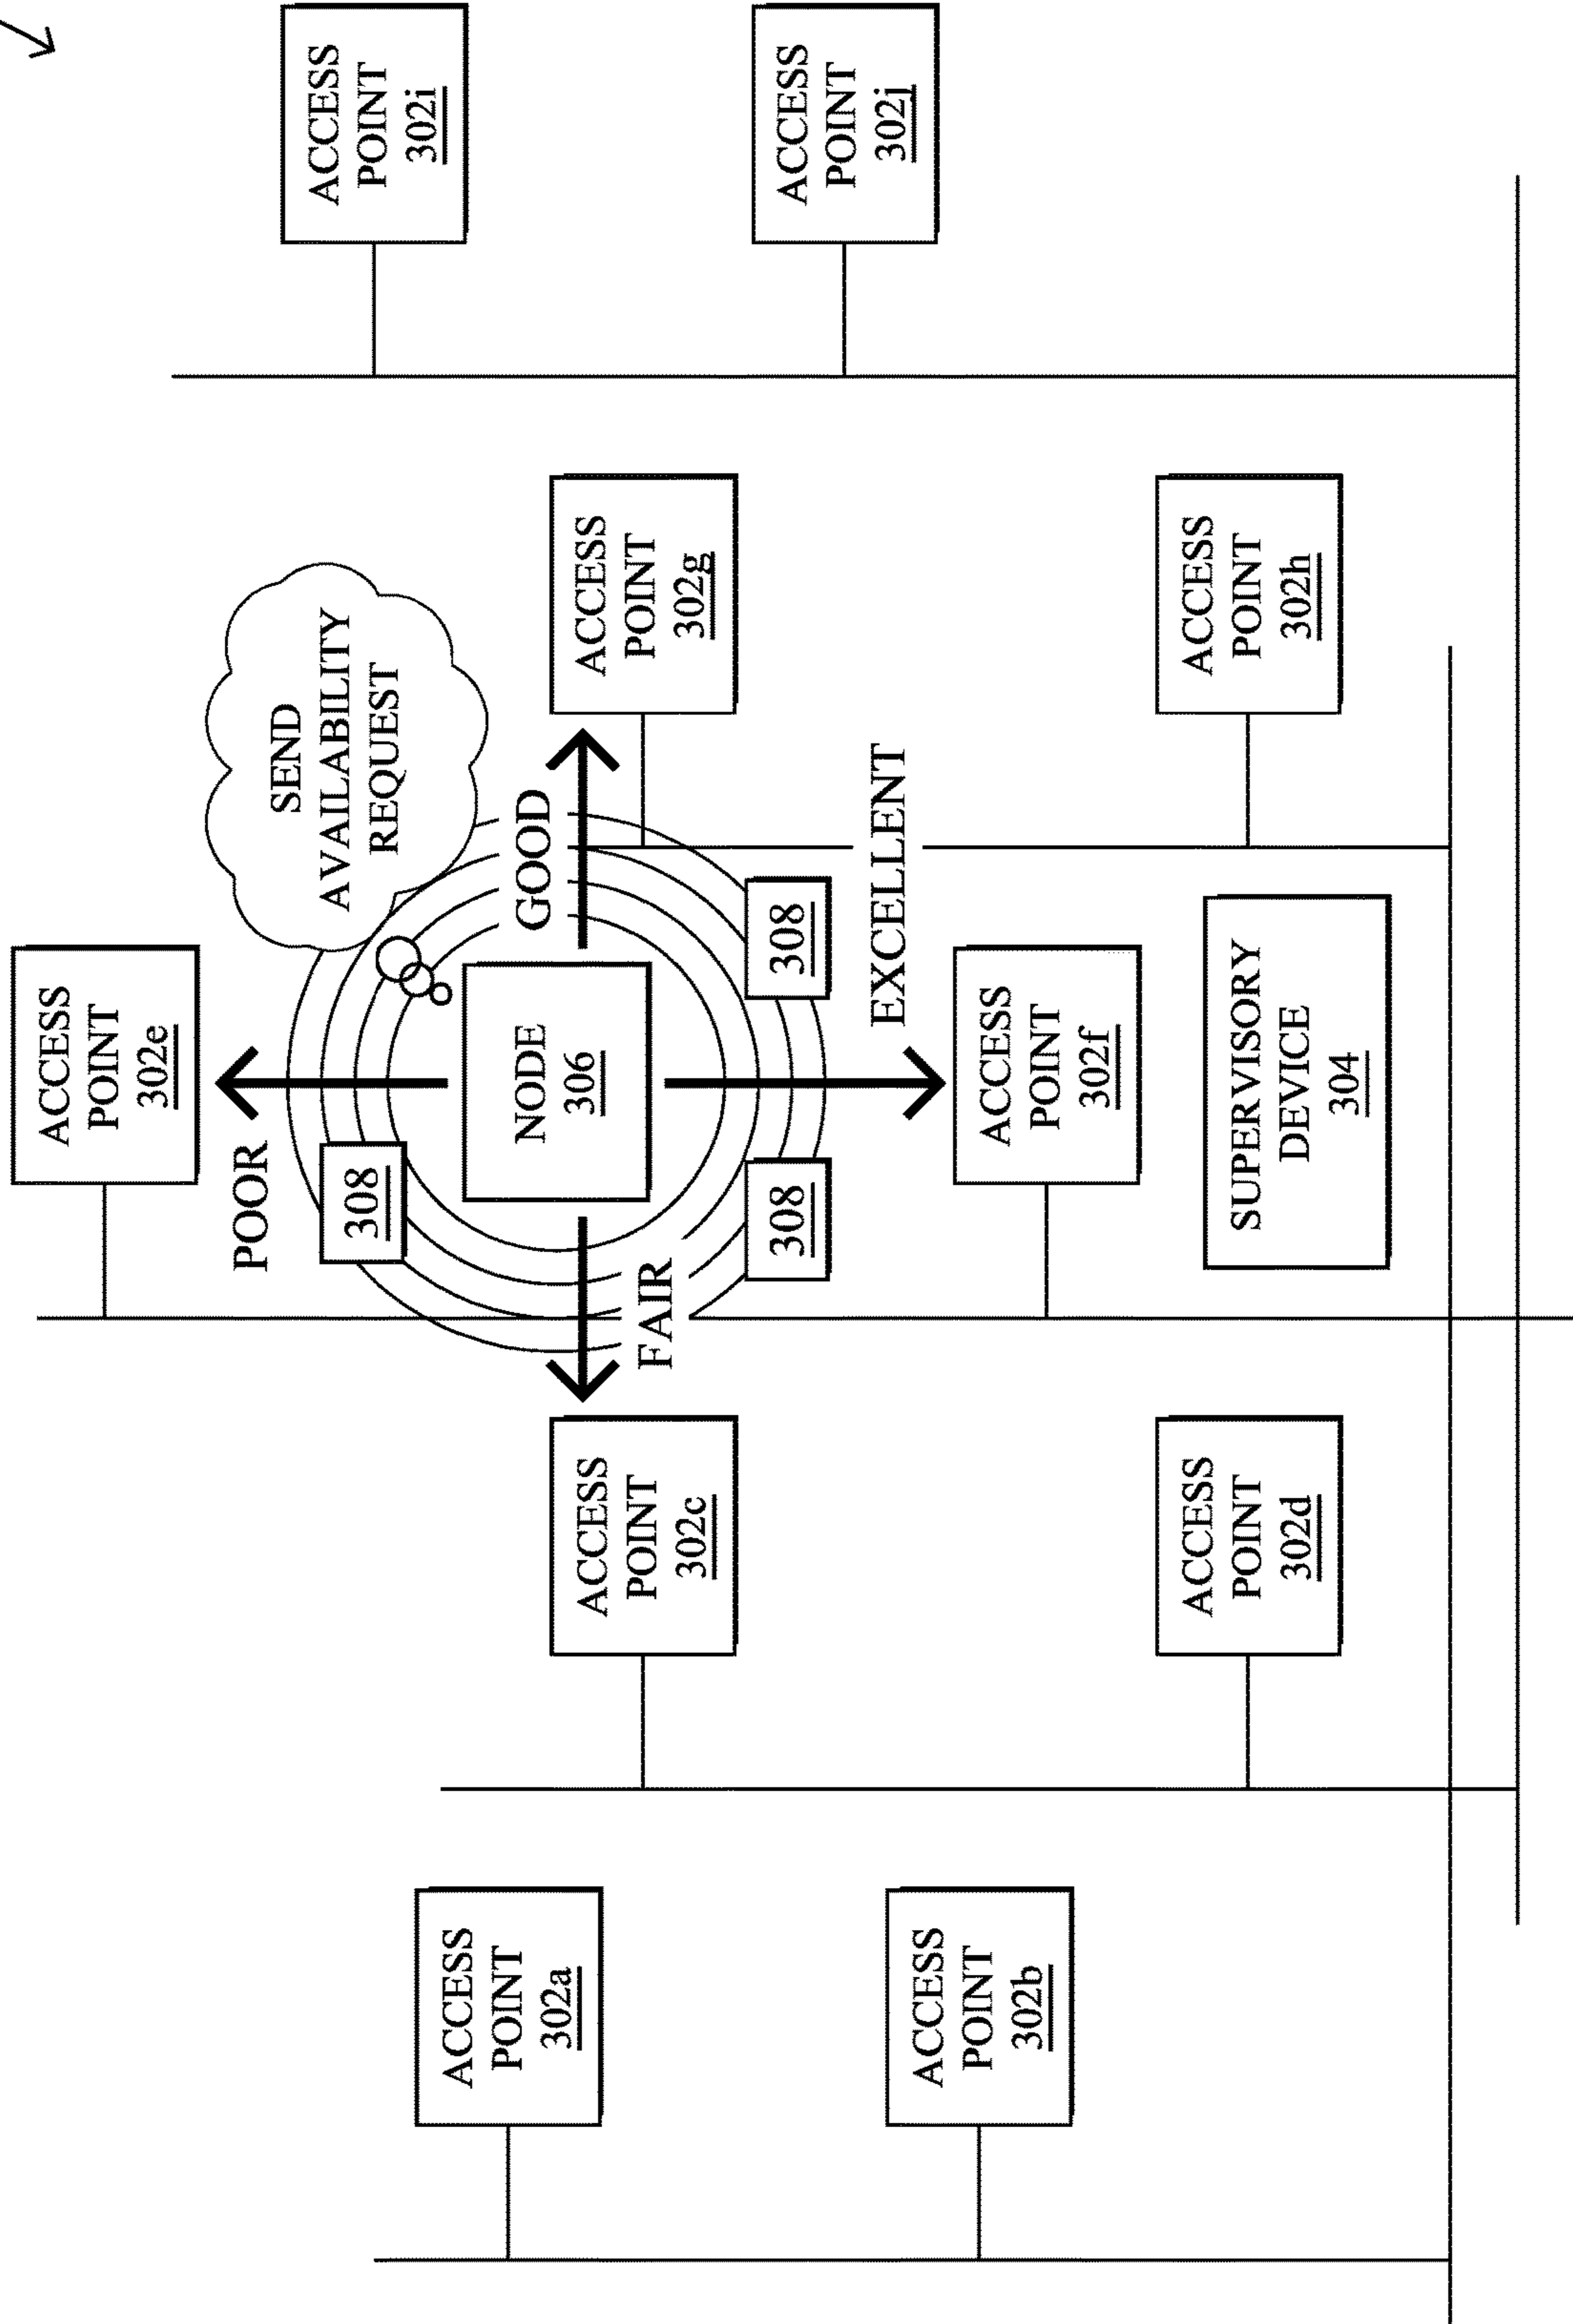 ACCESS
POINT
302e
ACCESS
POINT
302i
SEND
AVAILABILITY
REQUEST
POOR
308
ACCESS
POINT
302a
ACCESS
POINT
302c
FAIR
NODE
306
GOOD
ACCESS
POINT
302g
ACCESS
POINT
302j
308
308
EXCELLENT
ACCESS
POINT
302b
ACCESS
POINT
302f
ACCESS
POINT
302d
SUPERVISORY
DEVICE
304
ACCESS
POINT
302h